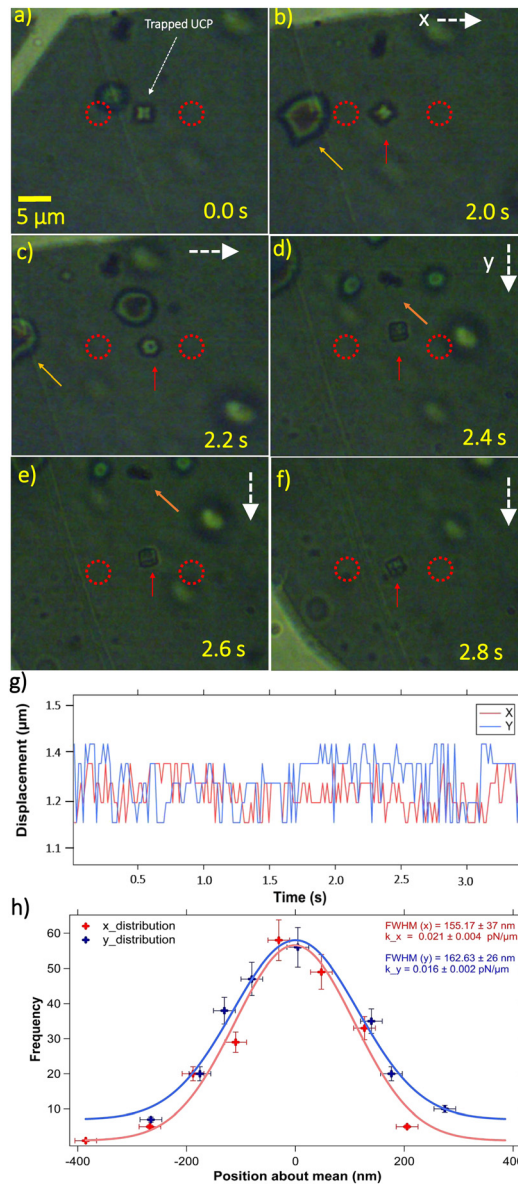 a)
Trapped UCP
5 µm
0.0 s
b)
x
2.0 s
c)
2.2 s
d)
y
2.4 s
e)
2.6 s
f)
2.8 s
g)
Displacement (µm)
1.5
1.4
1.2
1.1
X
Y
0.5
1.0
1.5
2.0
2.5
3.0
Time (s)
h)
x_distribution
y_distribution
FWHM (x) = 155.17 ± 37 nm
k_x = 0.021 ± 0.004 pN/µm
FWHM (y) = 162.63 ± 26 nm
k_y = 0.016 ± 0.002 pN/µm
Frequency
60
50
40
30
20
10
-400
-200
0
200
400
Position about mean (nm)